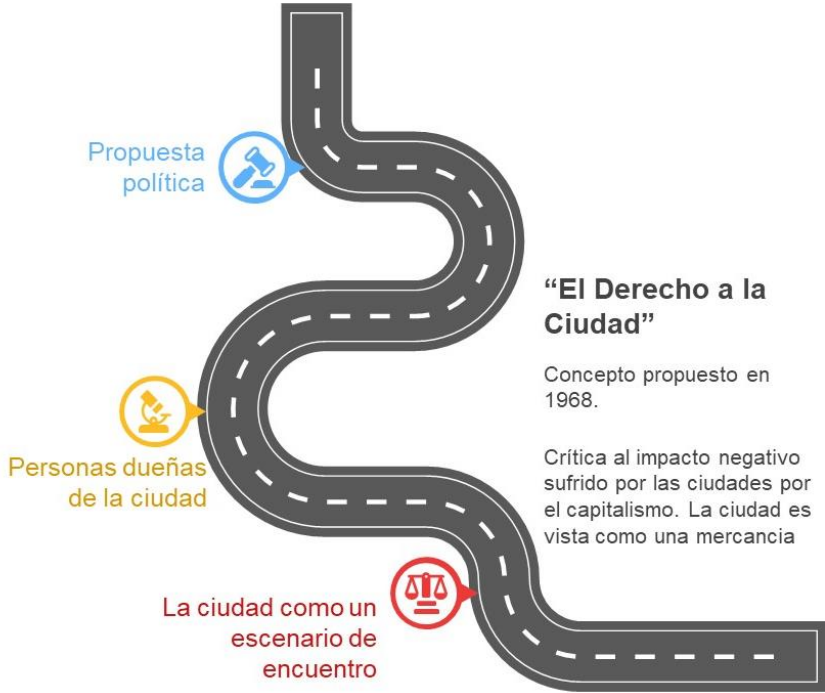 Propuesta
política
“El Derecho a la
Ciudad”
Concepto propuesto en
1968.
Crítica al impacto negativo
sufrido por las ciudades por
el capitalismo. La ciudad es
vista como una mercancia
Personas dueñas
de la ciudad
La ciudad como un
escenario de
encuentro